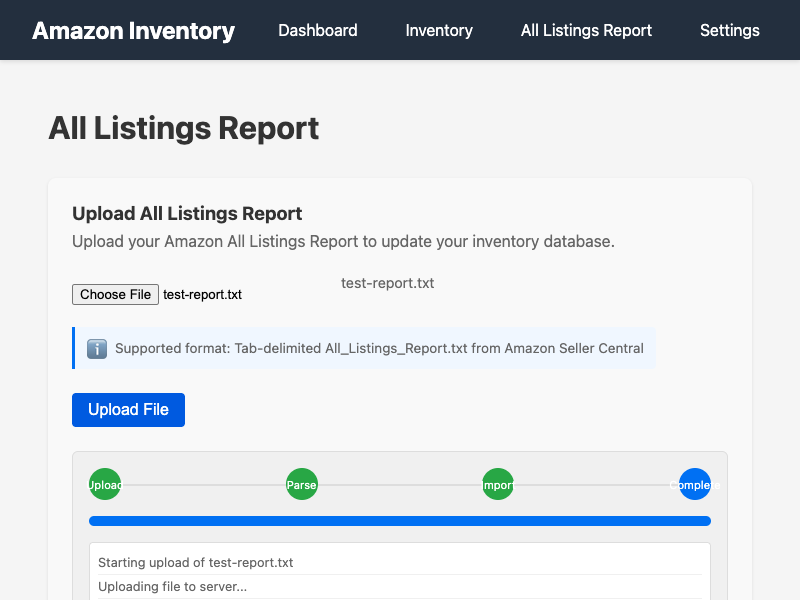 Amazon Inventory Dashboard Inventory All Listings Report Settings
All Listings Report
Upload All Listings Report
Upload your Amazon All Listings Report to update your inventory database.
test-report.txt
Choose File test-report.txt
Supported format: Tab-delimited All_Listings_Report.txt from Amazon Seller Central
Upload File
Upload Parse Import Complete
Starting upload of test-report.txt
Uploading file to server...